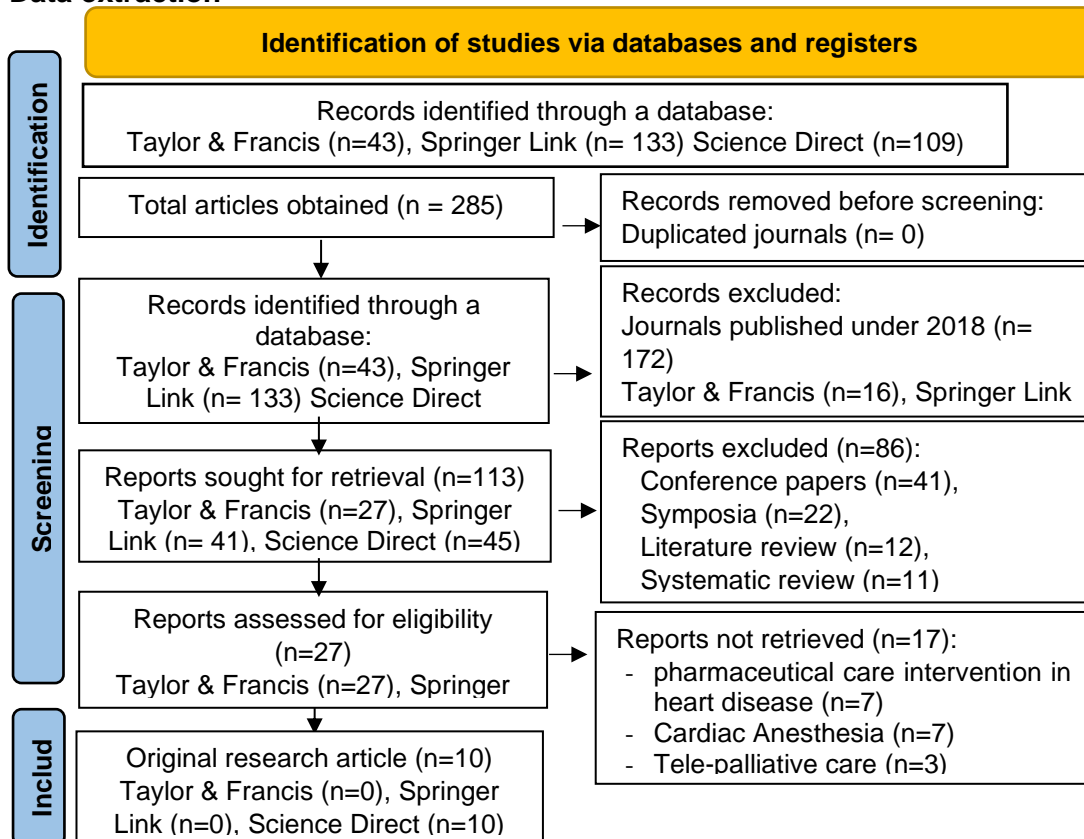 Identification of studies via databases and registers
Identification
Records identified through a database:
Taylor & Francis (n=43), Springer Link (n= 133) Science Direct (n=109)
Total articles obtained (n = 285)
Records removed before screening:
Duplicated journals (n= 0)
Screening
Records identified through a
database:
Taylor & Francis (n=43), Springer
Link (n= 133) Science Direct
Records excluded:
Journals published under 2018 (n=
172)
Taylor & Francis (n=16), Springer Link
Reports sought for retrieval (n=113)
Taylor & Francis (n=27), Springer
Link (n= 41), Science Direct (n=45)
Reports excluded (n=86):
Conference papers (n=41),
Symposia (n=22),
Literature review (n=12),
Systematic review (n=11)
Reports assessed for eligibility
(n=27)
Taylor & Francis (n=27), Springer
Reports not retrieved (n=17):
- pharmaceutical care intervention in
heart disease (n=7)
- Cardiac Anesthesia (n=7)
- Tele-palliative care (n=3)
Includ
Original research article (n=10)
Taylor & Francis (n=0), Springer
Link (n=0), Science Direct (n=10)